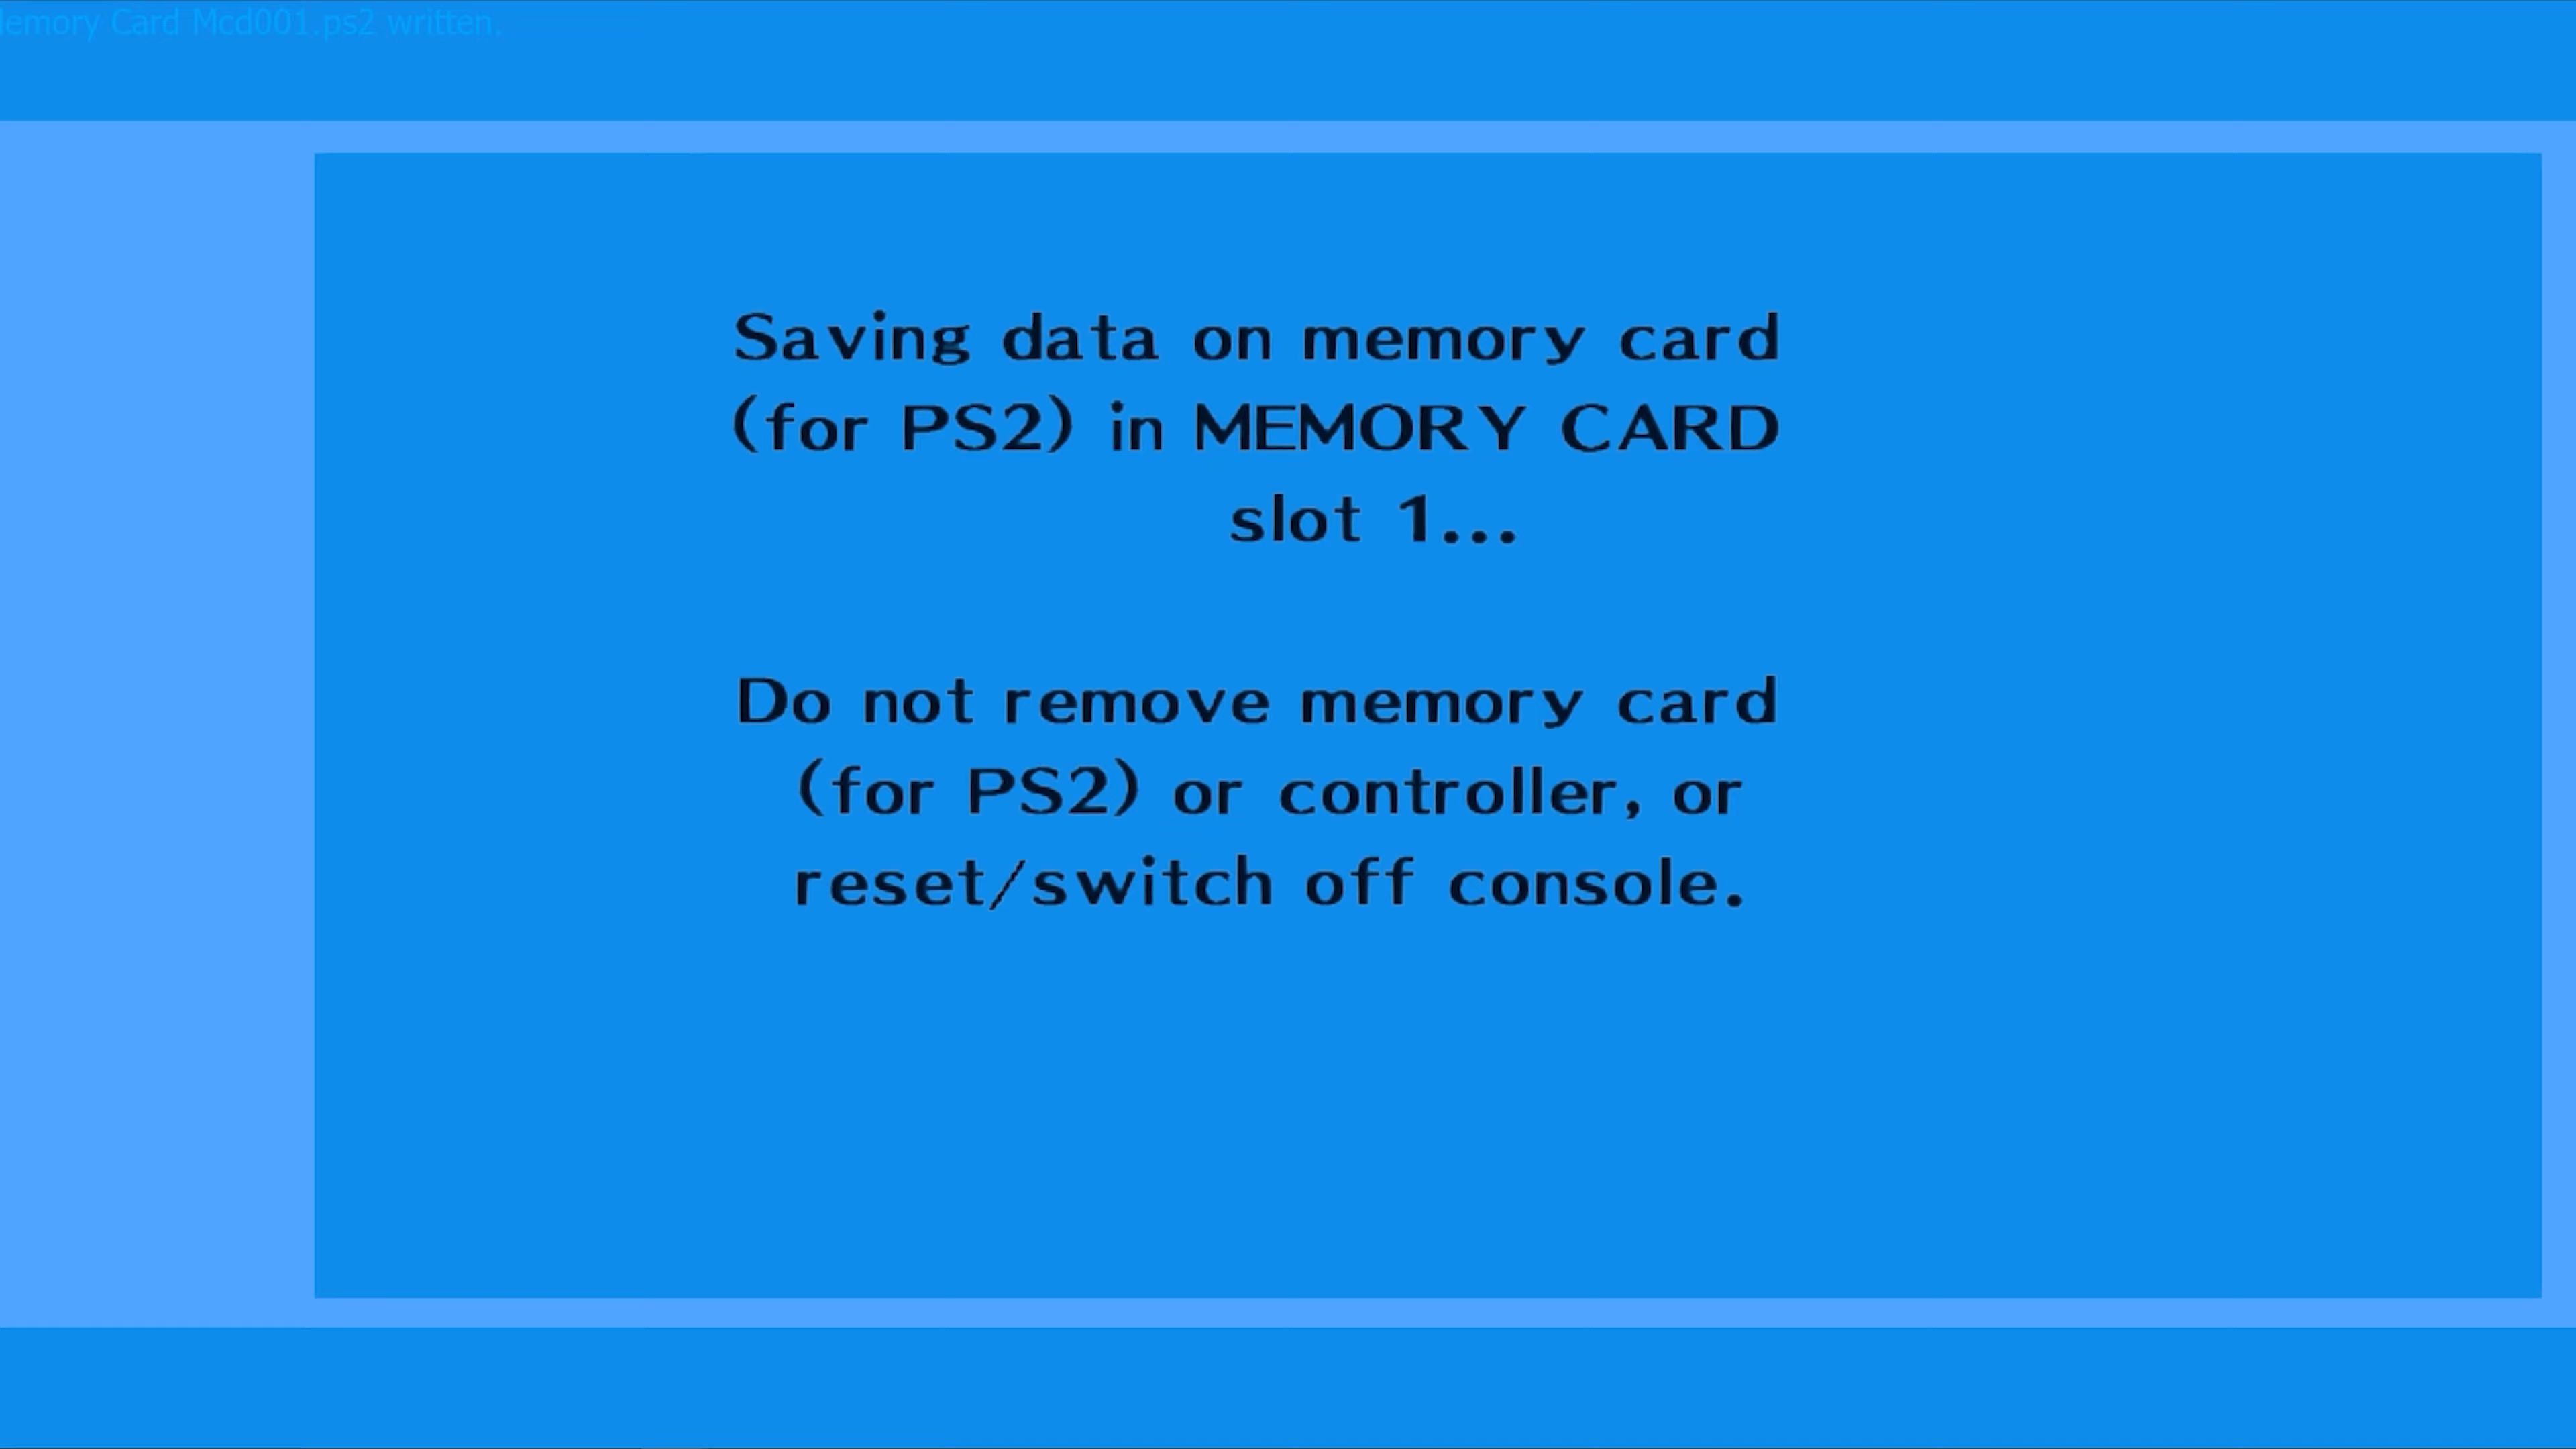 emory Card Mcd001.ps2 written.
Saving data on memory card
(for PS2) in MEMORY CARD
slot 1...
Do not remove memory card
(for PS2) or controller, or
reset/switch off console.